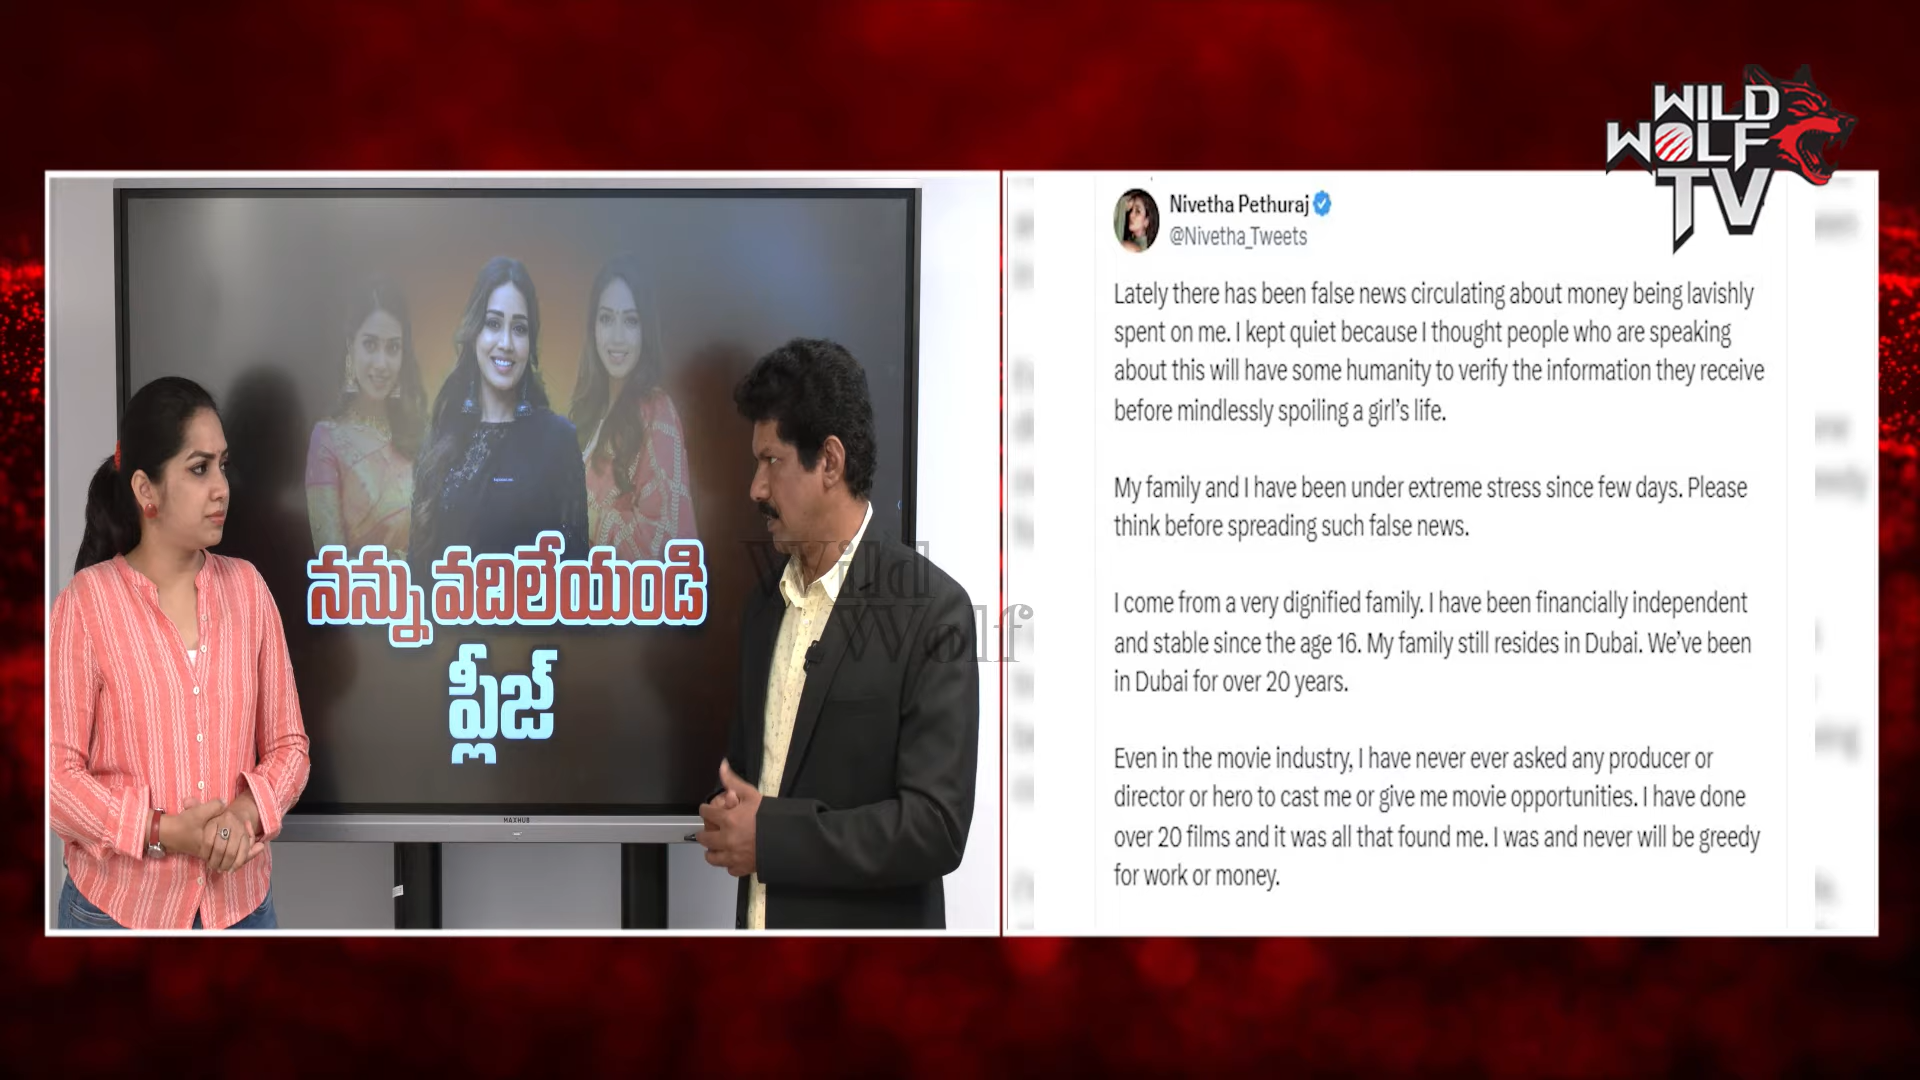 WILD
WOLF
TV
నన్ను వదిలేయండి
ప్లీజ్
MAXHUB
Wild
Wolf
Nivetha Pethuraj
@Nivetha_Tweets
Lately there has been false news circulating about money being lavishly
spent on me. I kept quiet because I thought people who are speaking
about this will have some humanity to verify the information they receive
before mindlessly spoiling a girl's life.
My family and I have been under extreme stress since few days. Please
think before spreading such false news.
I come from a very dignified family. I have been financially independent
and stable since the age 16. My family still resides in Dubai. We've been
in Dubai for over 20 years.
Even in the movie industry, I have never ever asked any producer or
director or hero to cast me or give me movie opportunities. I have done
over 20 films and it was all that found me. I was and never will be greedy
for work or money.